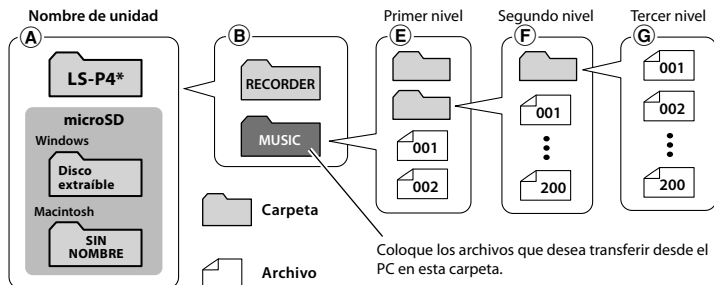 Nombre de unidad
A
LS-P4*
microSD
Windows
Disco
extraíble
Macintosh
SIN
NOMBRE
B
RECORDER
MUSIC
Carpeta
Archivo
Primer nivel
E
001
002
Segundo nivel
F
001
200
Tercer nivel
G
001
002
200
Coloque los archivos que desea transferir desde el
PC en esta carpeta.